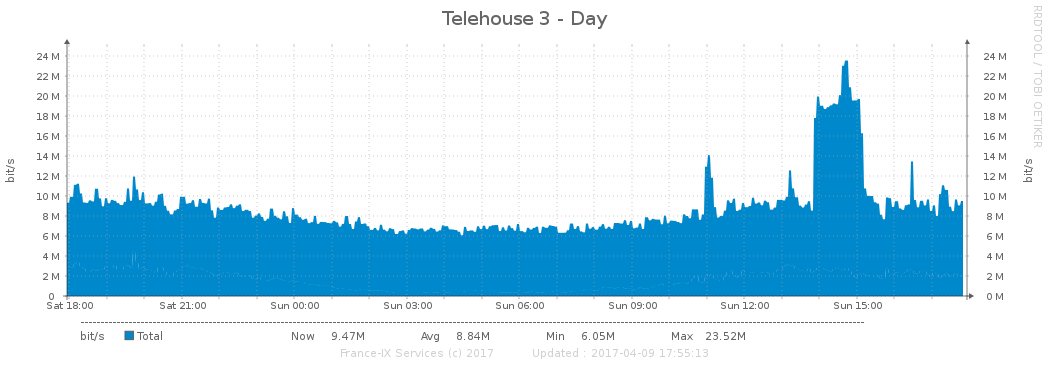 Telehouse 3 - Day
RRDTOOL / TOBI OETIKER
bit/s
24 M 24 M
22 M 22 M
20 M 20 M
18 M 18 M
16 M 16 M
14 M 14 M
12 M 12 M
10 M 10 M
8 M 8 M
6 M 6 M
4 M 4 M
2 M 2 M
0 0 M
bit/s
Sat 18:00 Sat 21:00 Sun 00:00 Sun 03:00 Sun 06:00 Sun 09:00 Sun 12:00 Sun 15:00
bit/s Total Now 9.47M Avg 8.84M Min 6.05M Max 23.52M
France-IX Services (c) 2017 Updated : 2017-04-09 17:55:13